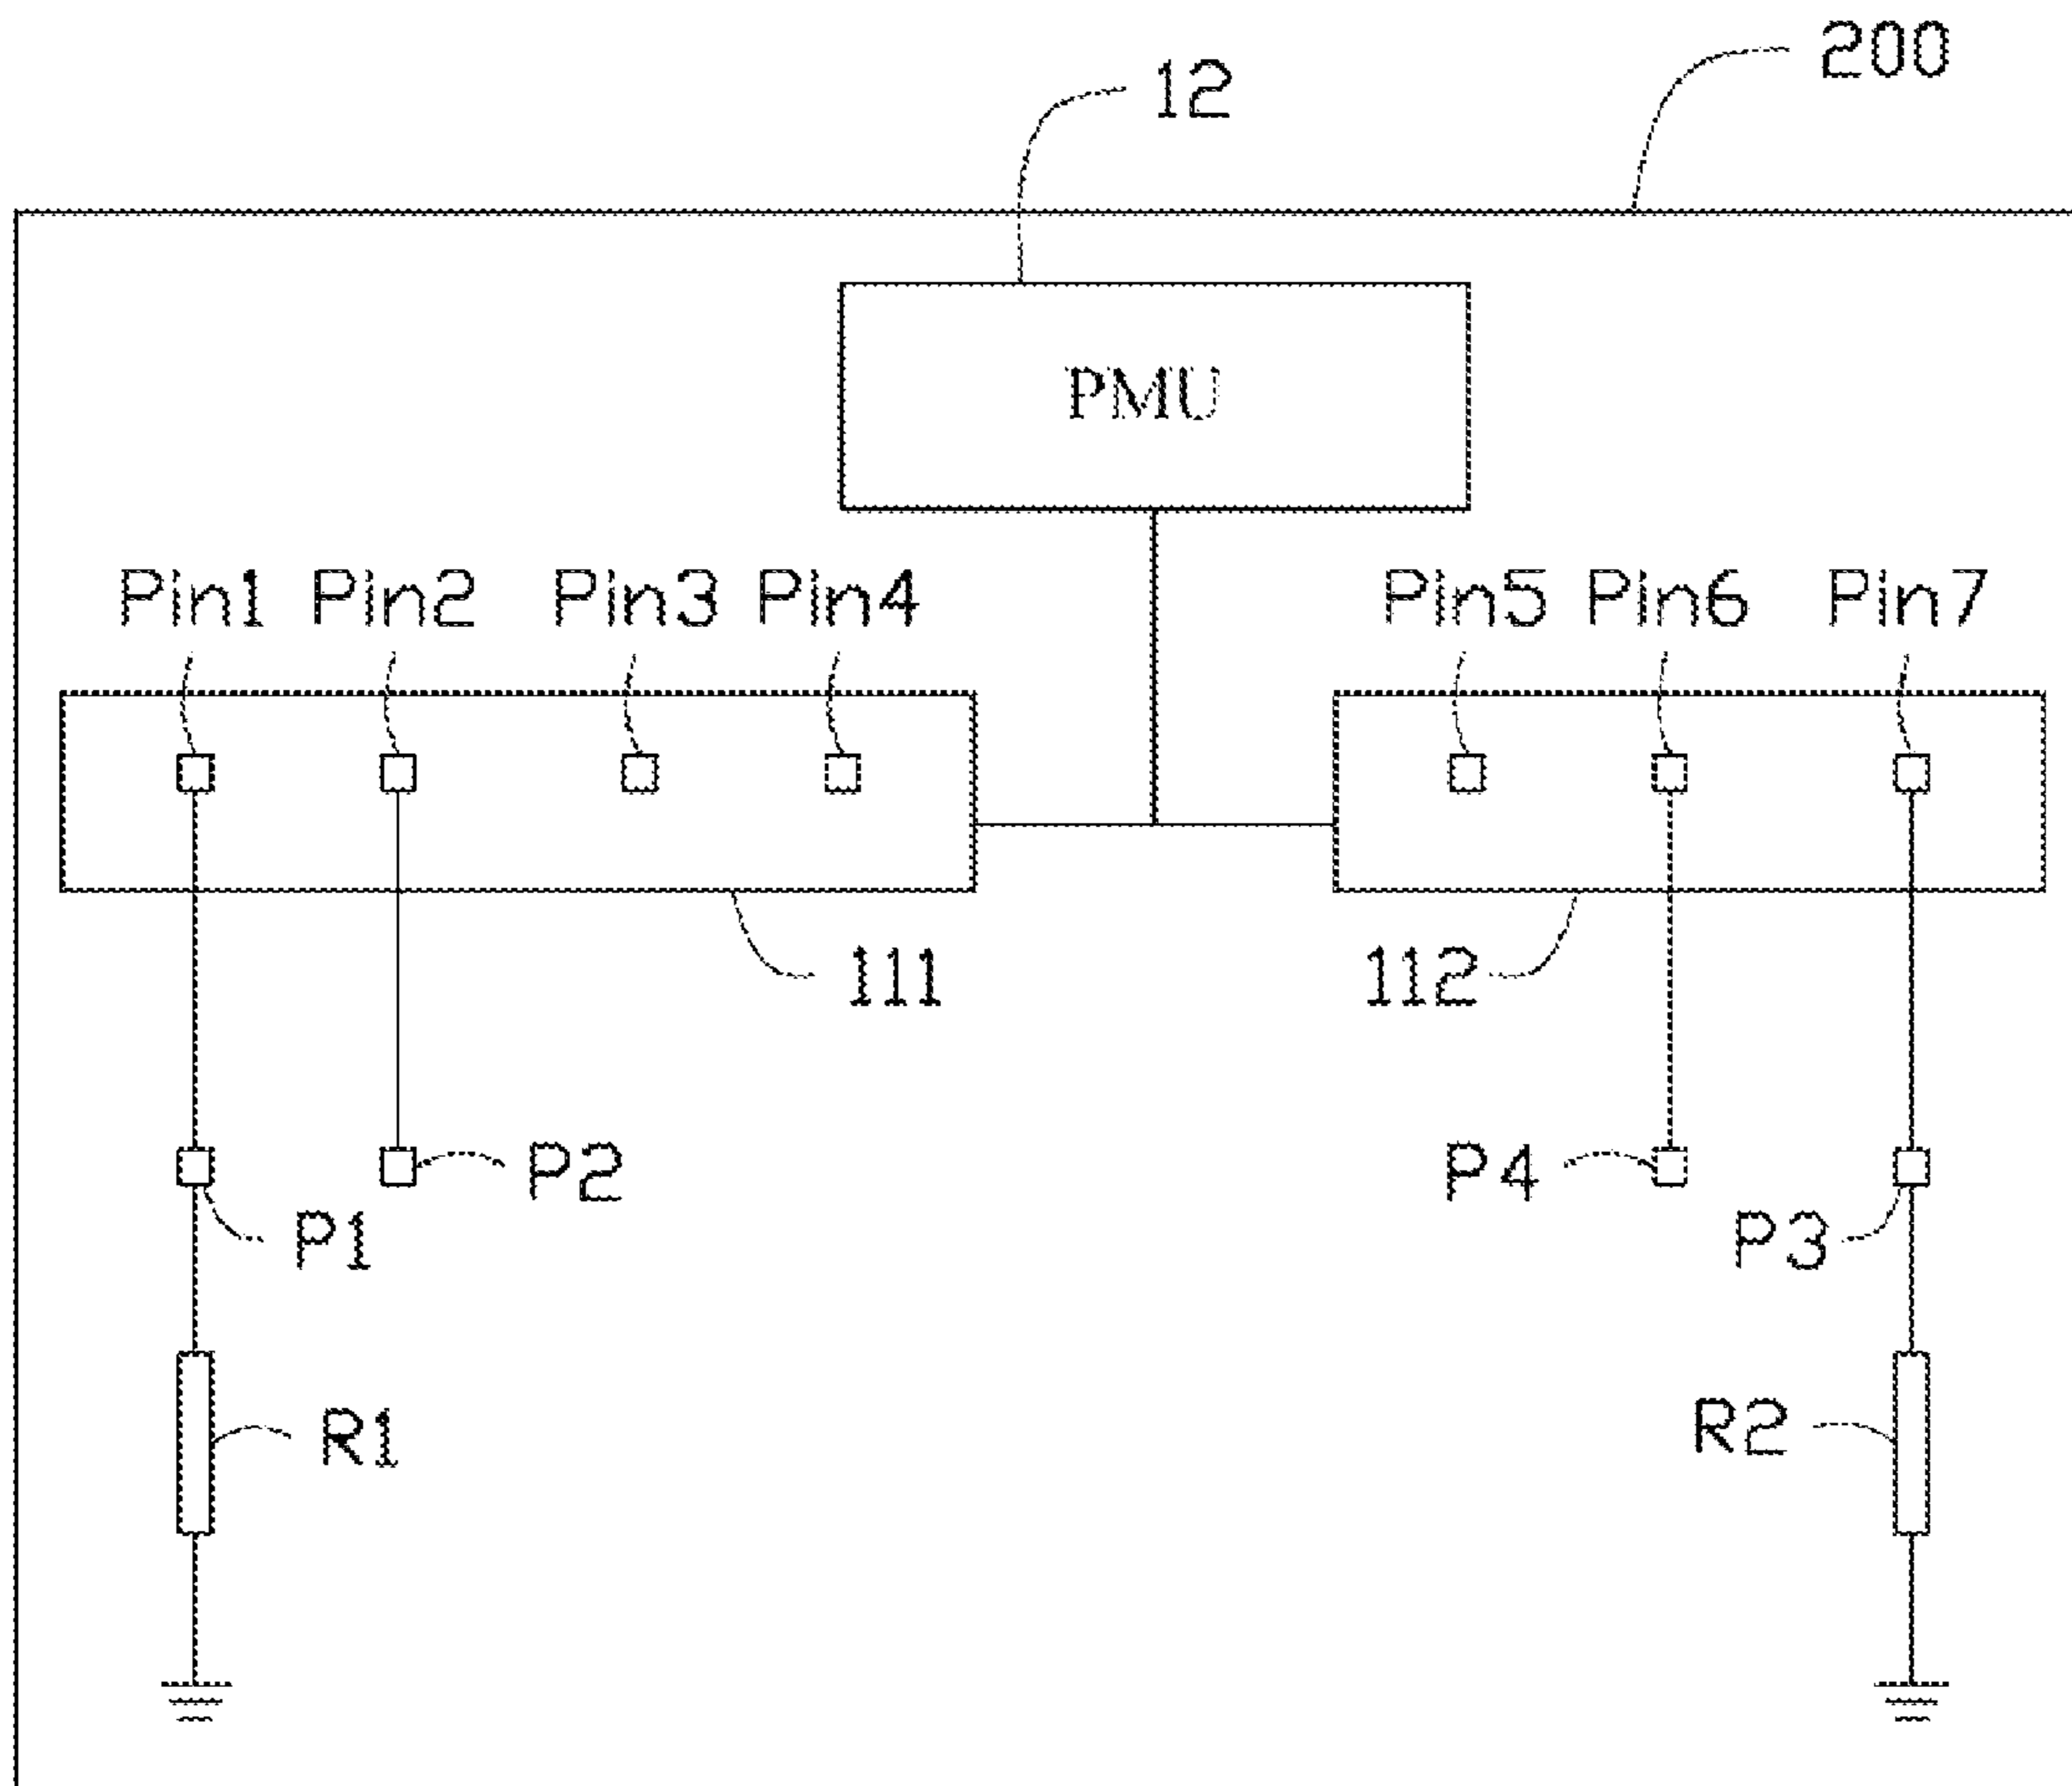 200
12
PMU
Pin1 Pin2 Pin3 Pin4 Pin5 Pin6 Pin7
111 112
P2 P4
P1 P3
R1 R2